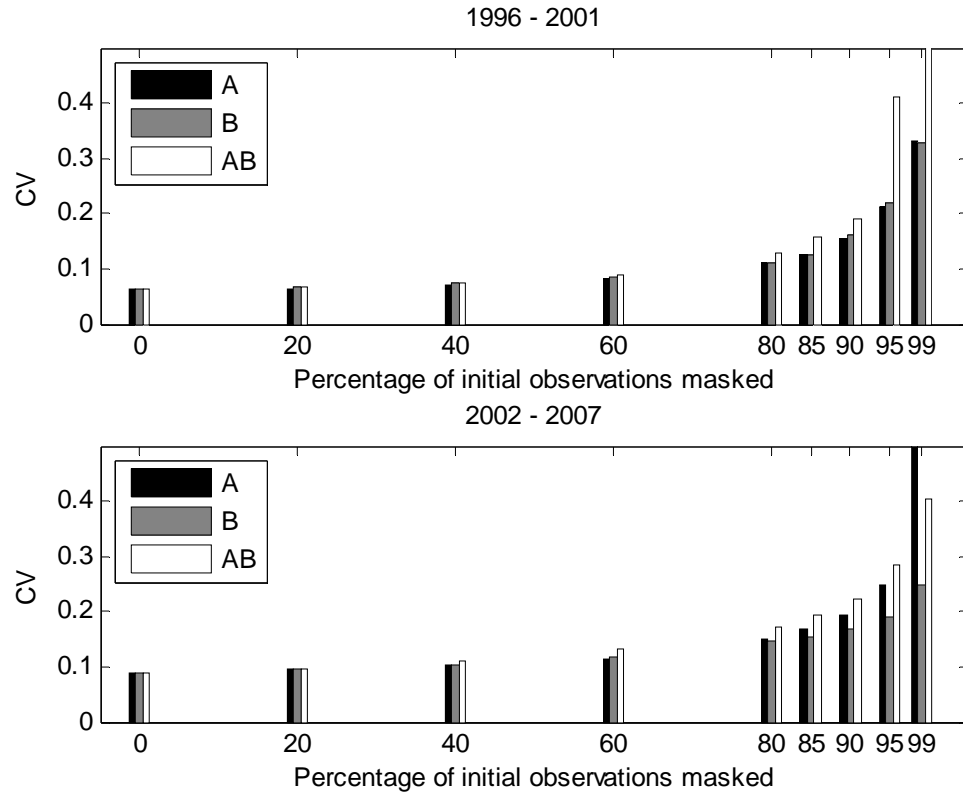 1996 - 2001
CV
0.4
0.3
0.2
0.1
0
A
B
AB
0 20 40 60 80 85 90 95 99
Percentage of initial observations masked
2002 - 2007
CV
0.4
0.3
0.2
0.1
0
A
B
AB
0 20 40 60 80 85 90 95 99
Percentage of initial observations masked